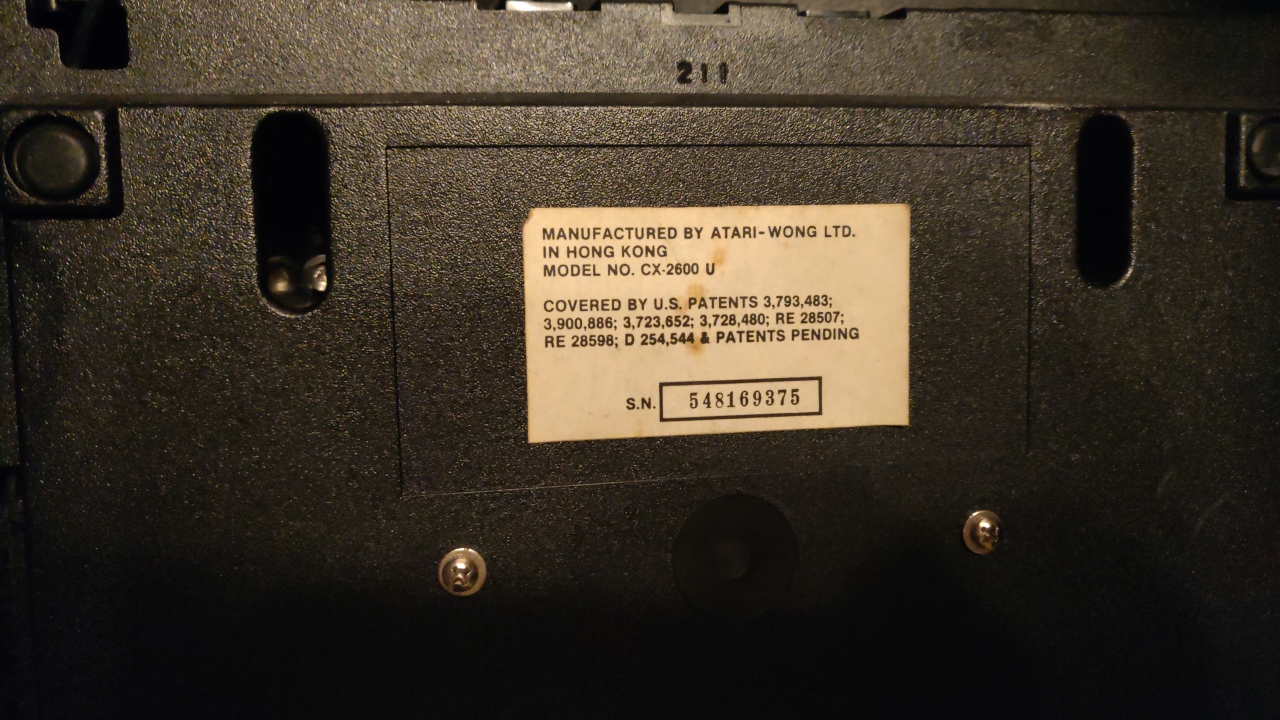 211
MANUFACTURED BY ATARI-WONG LTD.
IN HONG KONG
MODEL NO. CX-2600 U
COVERED BY U.S. PATENTS 3,793,483;
3,900,886; 3,723,652; 3,728,480; RE 28507;
RE 28598; D 254,544 & PATENTS PENDING
S.N. 548169375